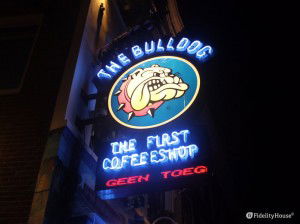 THE BULLDOG
THE FIRST
COFFEESHOP
GEEN TOEG
FidelityHouse